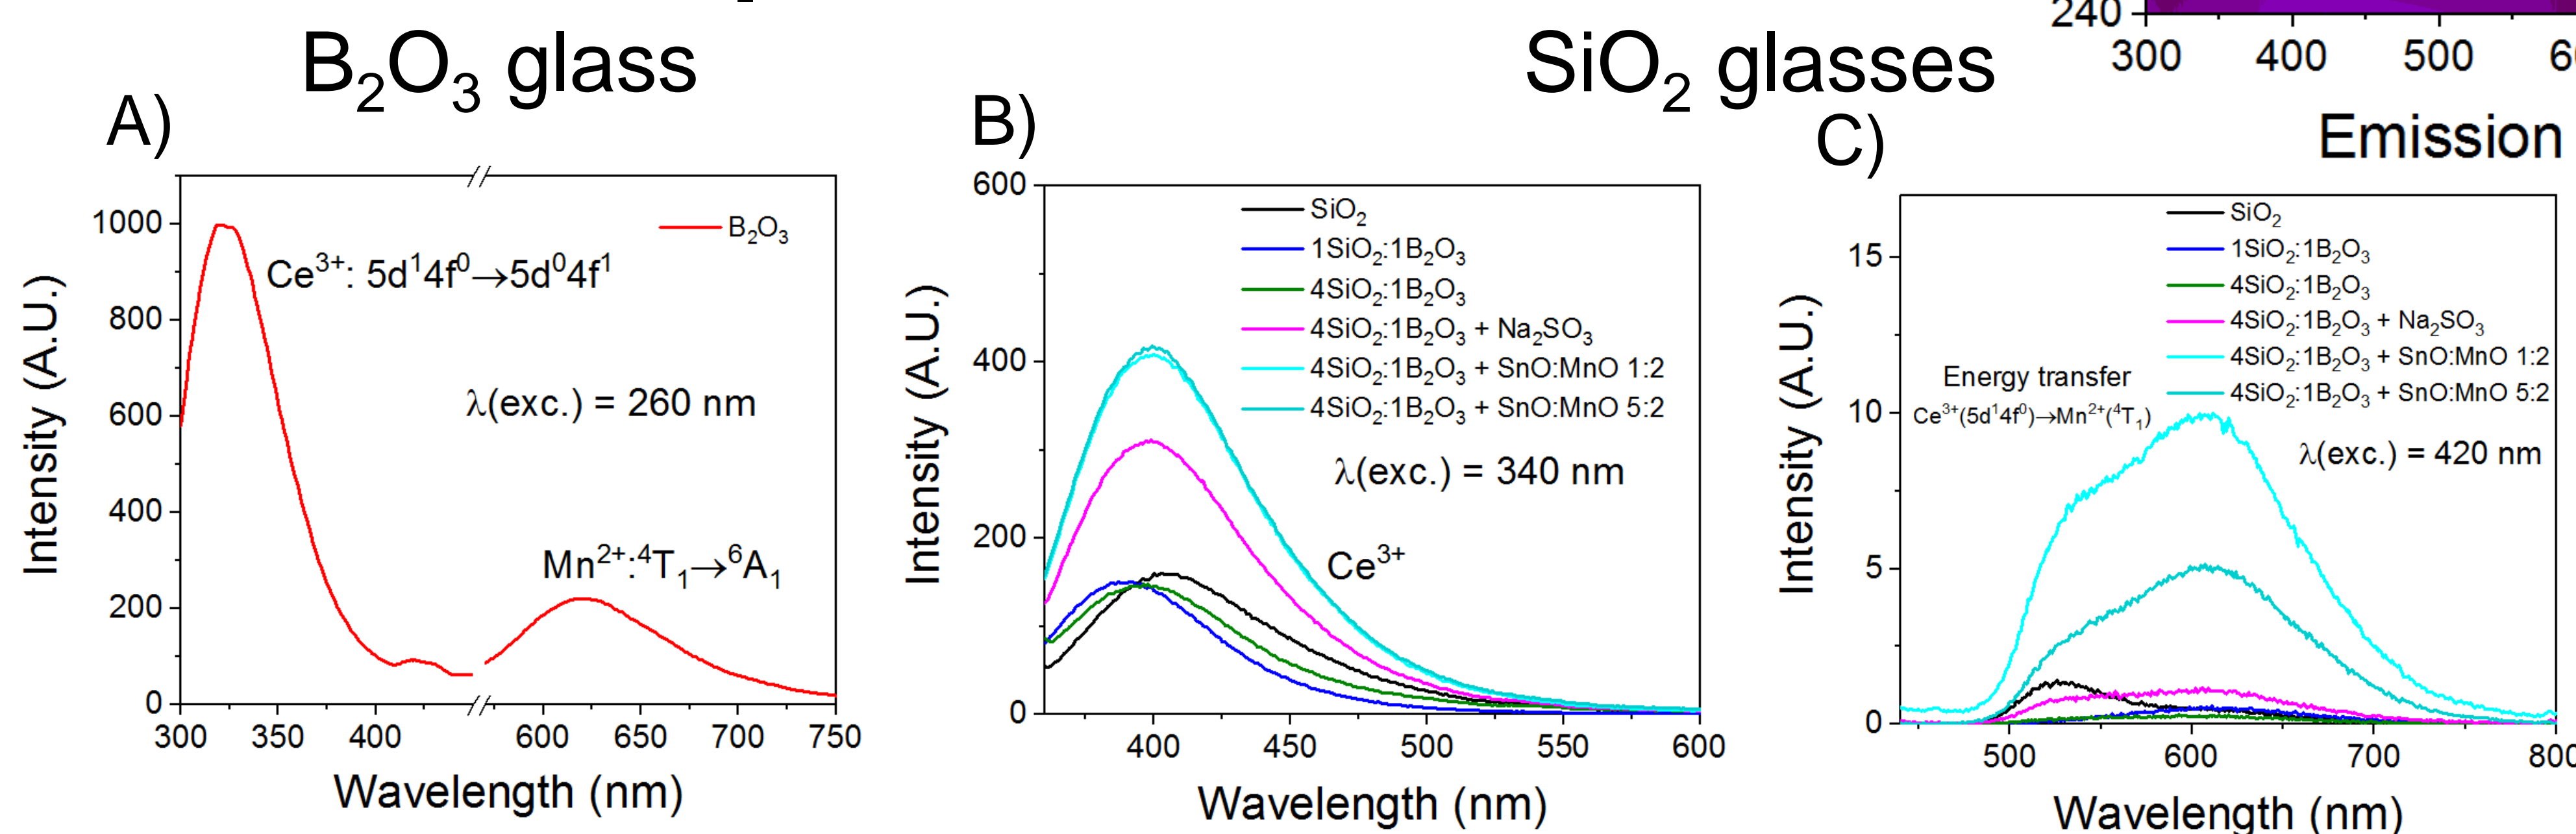 B₂O₃ glass
SiO₂ glasses
240
300 400 500
Emission
A)
1000
800
600
400
200
0
300 350 400 600 650 700 750
Intensity (A.U.)
Wavelength (nm)
B₂O₃
Ce³⁺: 5d¹4f⁰→5d⁰4f¹
λ(exc.) = 260 nm
Mn²⁺:⁴T₁→⁶A₁
B)
600
400
200
0
400 450 500 550 600
Intensity (A.U.)
Wavelength (nm)
SiO₂
1SiO₂:1B₂O₃
4SiO₂:1B₂O₃
4SiO₂:1B₂O₃ + Na₂SO₃
4SiO₂:1B₂O₃ + SnO:MnO 1:2
4SiO₂:1B₂O₃ + SnO:MnO 5:2
λ(exc.) = 340 nm
Ce³⁺
C)
15
10
5
0
500 600 700 800
Intensity (A.U.)
Wavelength (nm)
SiO₂
1SiO₂:1B₂O₃
4SiO₂:1B₂O₃
4SiO₂:1B₂O₃ + Na₂SO₃
4SiO₂:1B₂O₃ + SnO:MnO 1:2
4SiO₂:1B₂O₃ + SnO:MnO 5:2
Energy transfer
Ce³⁺(5d¹4f⁰)→Mn²⁺(⁴T₁)
λ(exc.) = 420 nm